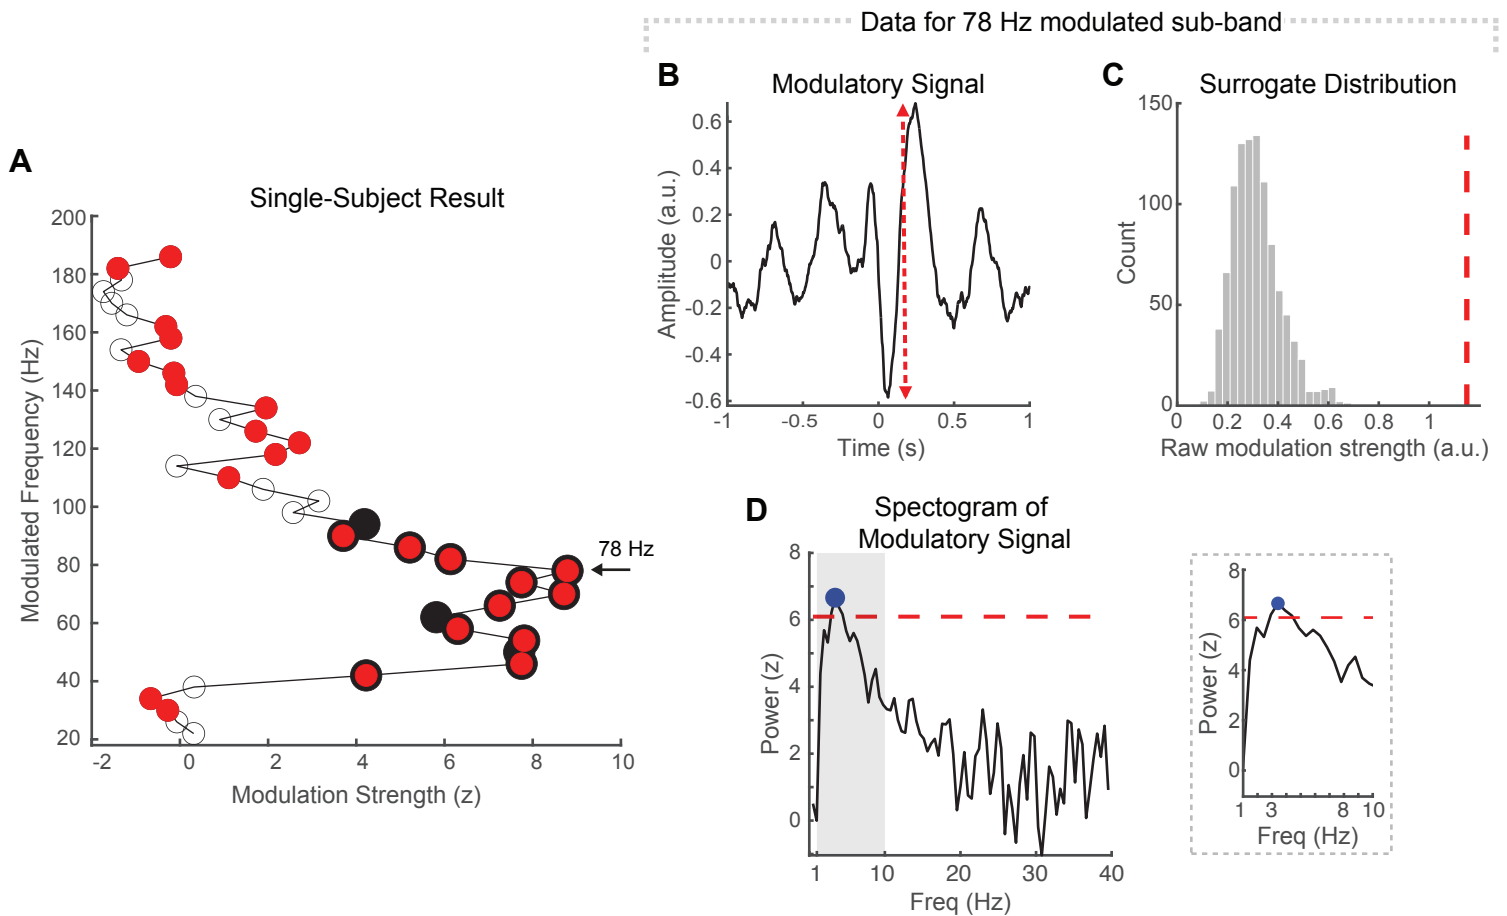 Data for 78 Hz modulated sub-band
A
Single-Subject Result
200
180
160
140
120
100
80
60
40
20
Modulated Frequency (Hz)
78 Hz
-2
0
2
4
6
8
10
Modulation Strength (z)
B
Modulatory Signal
0.6
0.4
0.2
0
-0.2
-0.4
-0.6
Amplitude (a.u.)
-1
-0.5
0
0.5
1
Time (s)
C
Surrogate Distribution
150
100
50
0
Count
0
0.2
0.4
0.6
0.8
1
Raw modulation strength (a.u.)
D
Spectogram of
Modulatory Signal
8
6
4
2
0
Power (z)
1
10
20
30
40
Freq (Hz)
8
6
4
2
0
Power (z)
1
3
8
10
Freq (Hz)